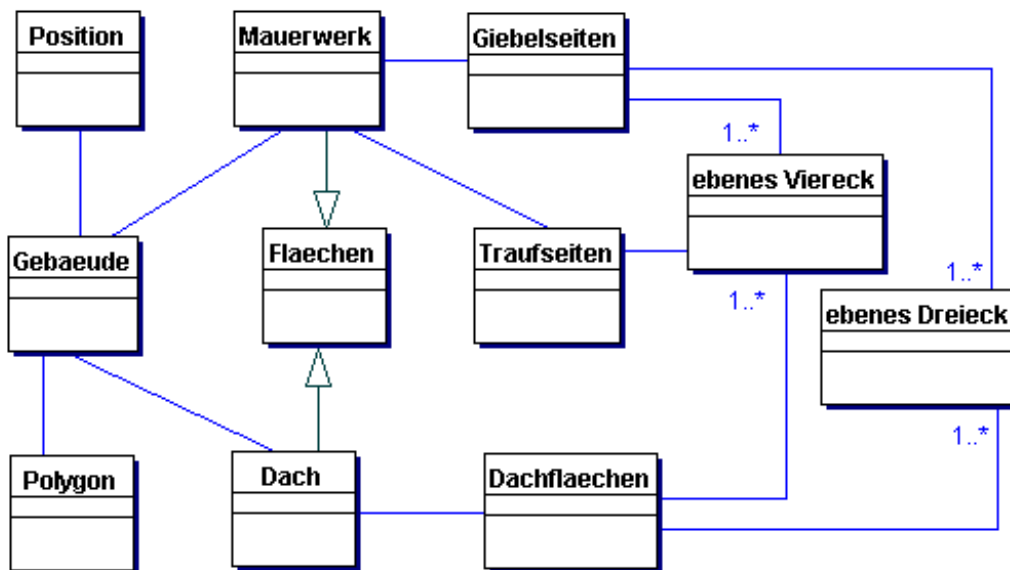 Position
Mauerwerk
Giebelseiten
1..*
ebenes Viereck
Gebaeude
Flaechen
Traufseiten
1..*
1..*
ebenes Dreieck
1..*
Polygon
Dach
Dachflaechen